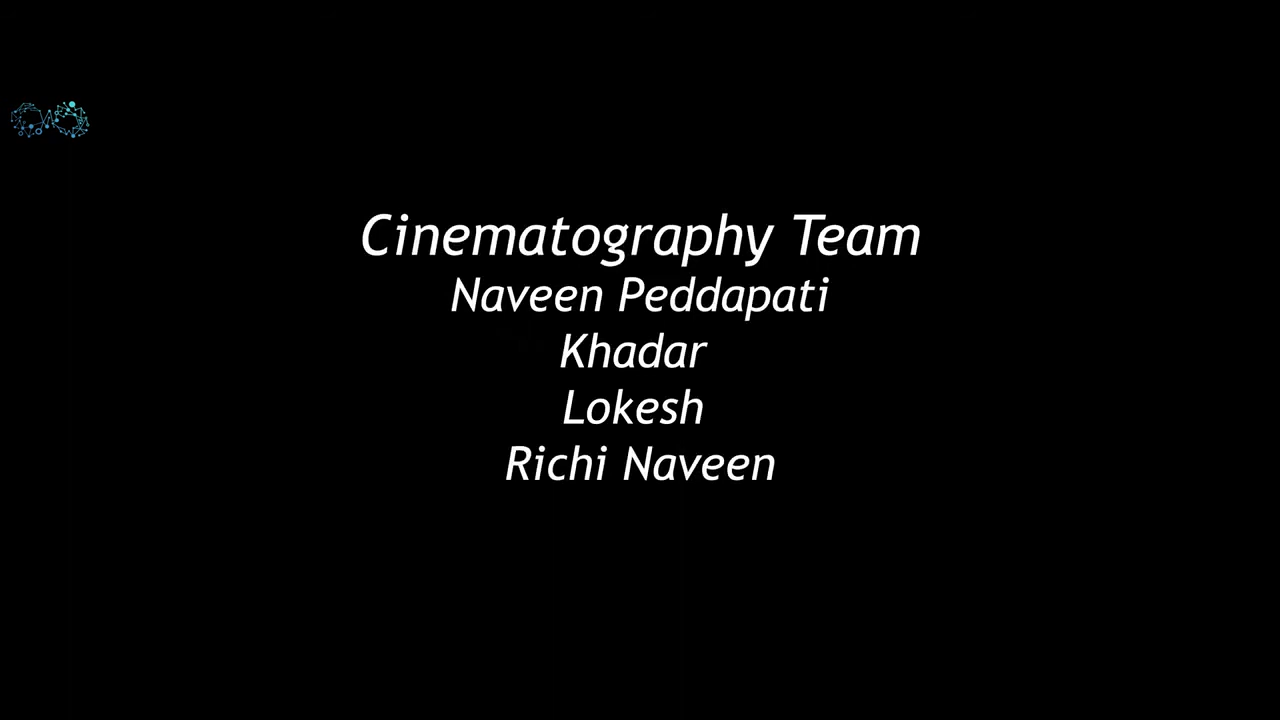 Cinematography Team
Naveen Peddapati
Khadar
Lokesh
Richi Naveen